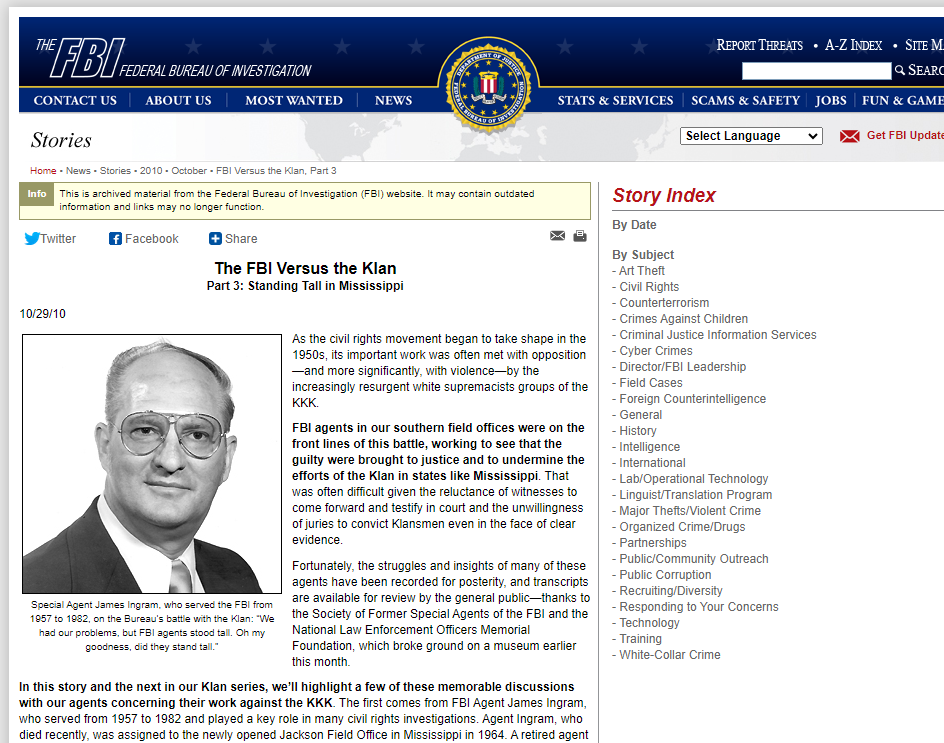 THE FBI FEDERAL BUREAU OF INVESTIGATION
REPORT THREATS • A-Z INDEX • SITE M
SEARC
DEPARTMENT OF JUSTICE
FEDERAL BUREAU OF INVESTIGATION
CONTACT US ABOUT US MOST WANTED NEWS STATS & SERVICES SCAMS & SAFETY JOBS FUN & GAME
Stories
Select Language
Get FBI Update
Home • News • Stories • 2010 • October • FBI Versus the Klan, Part 3
Info
This is archived material from the Federal Bureau of Investigation (FBI) website. It may contain outdated
information and links may no longer function.
Twitter Facebook Share
The FBI Versus the Klan
Part 3: Standing Tall in Mississippi
10/29/10
As the civil rights movement began to take shape in the
1950s, its important work was often met with opposition
—and more significantly, with violence—by the
increasingly resurgent white supremacists groups of the
KKK.
FBI agents in our southern field offices were on the
front lines of this battle, working to see that the
guilty were brought to justice and to undermine the
efforts of the Klan in states like Mississippi. That
was often difficult given the reluctance of witnesses to
come forward and testify in court and the unwillingness
of juries to convict Klansmen even in the face of clear
evidence.
Fortunately, the struggles and insights of many of these
agents have been recorded for posterity, and transcripts
are available for review by the general public—thanks to
the Society of Former Special Agents of the FBI and the
National Law Enforcement Officers Memorial
Foundation, which broke ground on a museum earlier
this month.
Special Agent James Ingram, who served the FBI from
1957 to 1982, on the Bureau's battle with the Klan: "We
had our problems, but FBI agents stood tall. Oh my
goodness, did they stand tall."
In this story and the next in our Klan series, we'll highlight a few of these memorable discussions
with our agents concerning their work against the KKK. The first comes from FBI Agent James Ingram,
who served from 1957 to 1982 and played a key role in many civil rights investigations. Agent Ingram, who
died recently, was assigned to the newly opened Jackson Field Office in Mississippi in 1964. A retired agent
Story Index
By Date
By Subject
- Art Theft
- Civil Rights
- Counterterrorism
- Crimes Against Children
- Criminal Justice Information Services
- Cyber Crimes
- Director/FBI Leadership
- Field Cases
- Foreign Counterintelligence
- General
- History
- Intelligence
- International
- Lab/Operational Technology
- Linguist/Translation Program
- Major Thefts/Violent Crime
- Organized Crime/Drugs
- Partnerships
- Public/Community Outreach
- Public Corruption
- Recruiting/Diversity
- Responding to Your Concerns
- Technology
- Training
- White-Collar Crime